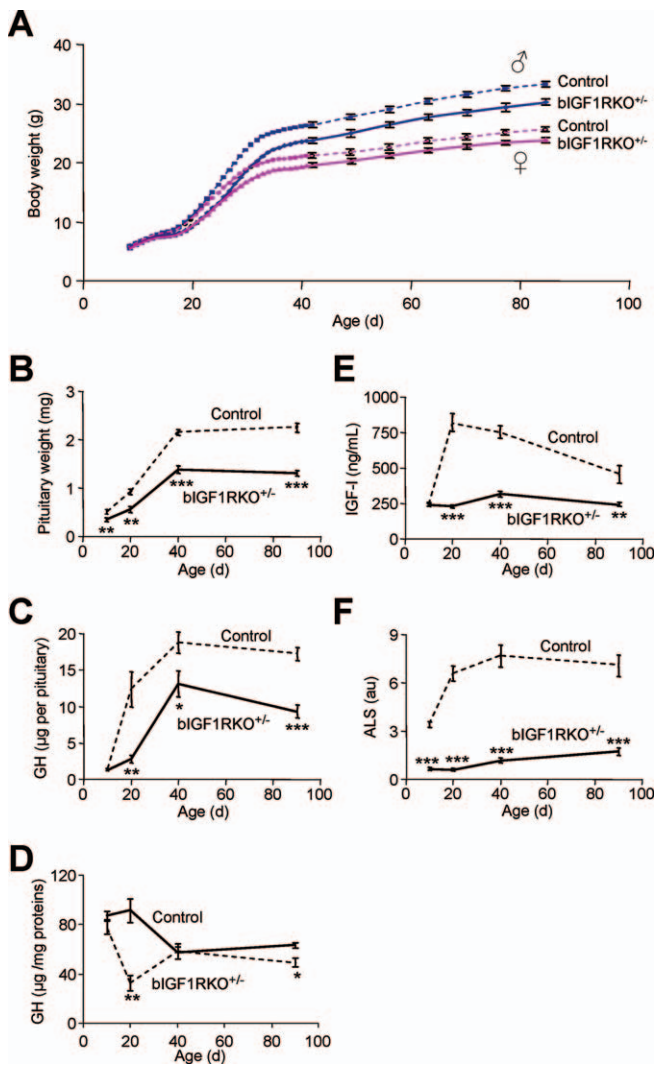 A
Body weight (g)
40
30
20
10
0
0 20 40 60 80 100
Age (d)
♂
Control
bIGF1RKO+/-
Control
bIGF1RKO+/-
♀
B
Pituitary weight (mg)
3
2
1
0
0 20 40 60 80 100
Age (d)
Control
bIGF1RKO+/-
** ** *** ***
C
GH (µg per pituitary)
20
15
10
5
0
0 20 40 60 80 100
Age (d)
Control
bIGF1RKO+/-
** * ***
D
GH (µg /mg proteins)
120
80
40
0
0 20 40 60 80 100
Age (d)
Control
bIGF1RKO+/-
** *
E
IGF-I (ng/mL)
1000
750
500
250
0
0 20 40 60 80 100
Age (d)
Control
bIGF1RKO+/-
*** *** **
F
ALS (au)
9
6
3
0
0 20 40 60 80 100
Age (d)
Control
bIGF1RKO+/-
*** *** *** ***